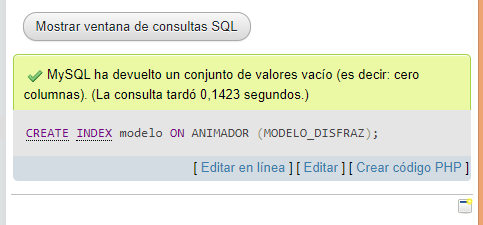 Mostrar ventana de consultas SQL
MySQL ha devuelto un conjunto de valores vacío (es decir: cero
columnas). (La consulta tardó 0,1423 segundos.)
CREATE INDEX modelo ON ANIMADOR (MODELO_DISFRAZ);
[ Editar en línea ] [ Editar ] [ Crear código PHP ]